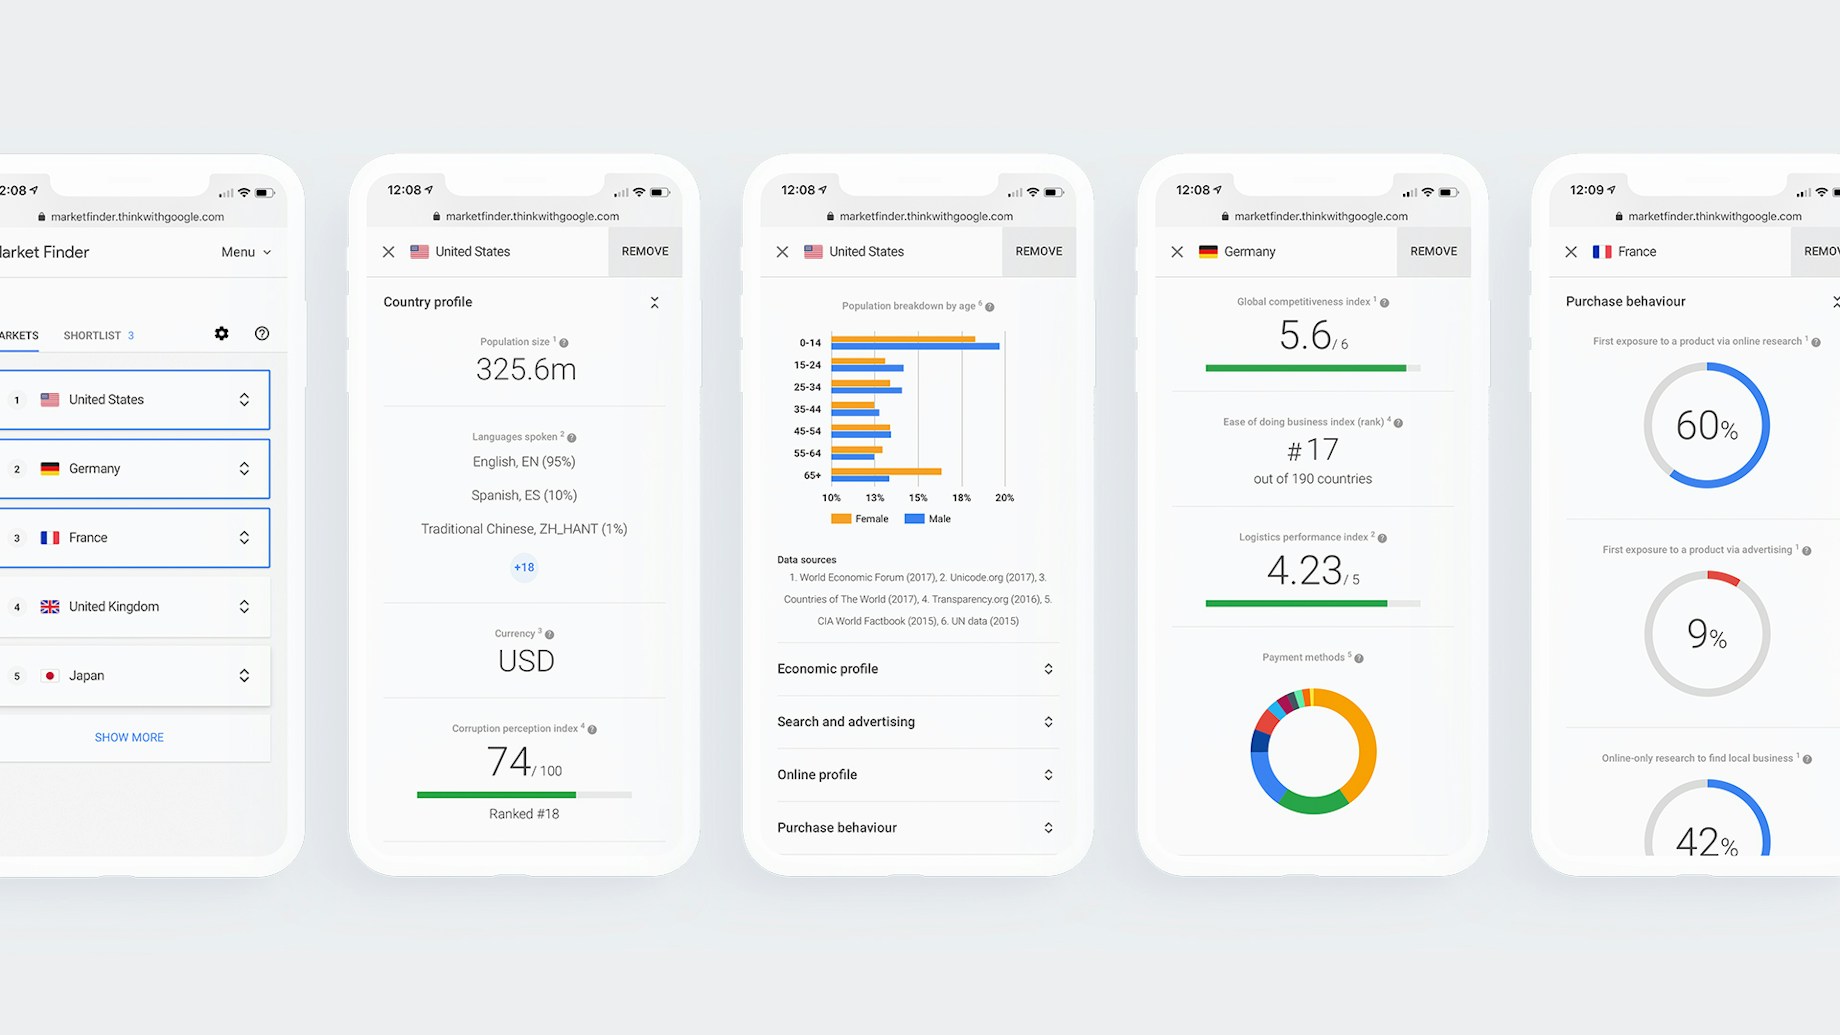 2:08
marketfinder.thinkwithgoogle.com
arket Finder
Menu
ARKETS SHORTLIST 3
1 United States
2 Germany
3 France
4 United Kingdom
5 Japan
SHOW MORE
12:08
marketfinder.thinkwithgoogle.com
United States REMOVE
Country profile
Population size 1 ?
325.6m
Languages spoken 2 ?
English, EN (95%)
Spanish, ES (10%)
Traditional Chinese, ZH_HANT (1%)
+18
Currency 3 ?
USD
Corruption perception index 4 ?
74/ 100
Ranked #18
12:08
marketfinder.thinkwithgoogle.com
United States REMOVE
Population breakdown by age 6 ?
0-14
15-24
25-34
35-44
45-54
55-64
65+
10% 13% 15% 18% 20%
Female Male
Data sources
1. World Economic Forum (2017), 2. Unicode.org (2017), 3.
Countries of The World (2017), 4. Transparency.org (2016), 5.
CIA World Factbook (2015), 6. UN data (2015)
Economic profile
Search and advertising
Online profile
Purchase behaviour
12:08
marketfinder.thinkwithgoogle.com
Germany REMOVE
Global competitiveness index 1 ?
5.6/ 6
Ease of doing business index (rank) 4 ?
#17
out of 190 countries
Logistics performance index 2 ?
4.23/ 5
Payment methods 5 ?
12:09
marketfinder.thinkwithgoogle.com
France REMOV
Purchase behaviour
First exposure to a product via online research 1 ?
60%
First exposure to a product via advertising 1 ?
9%
Online-only research to find local business 1 ?
42%